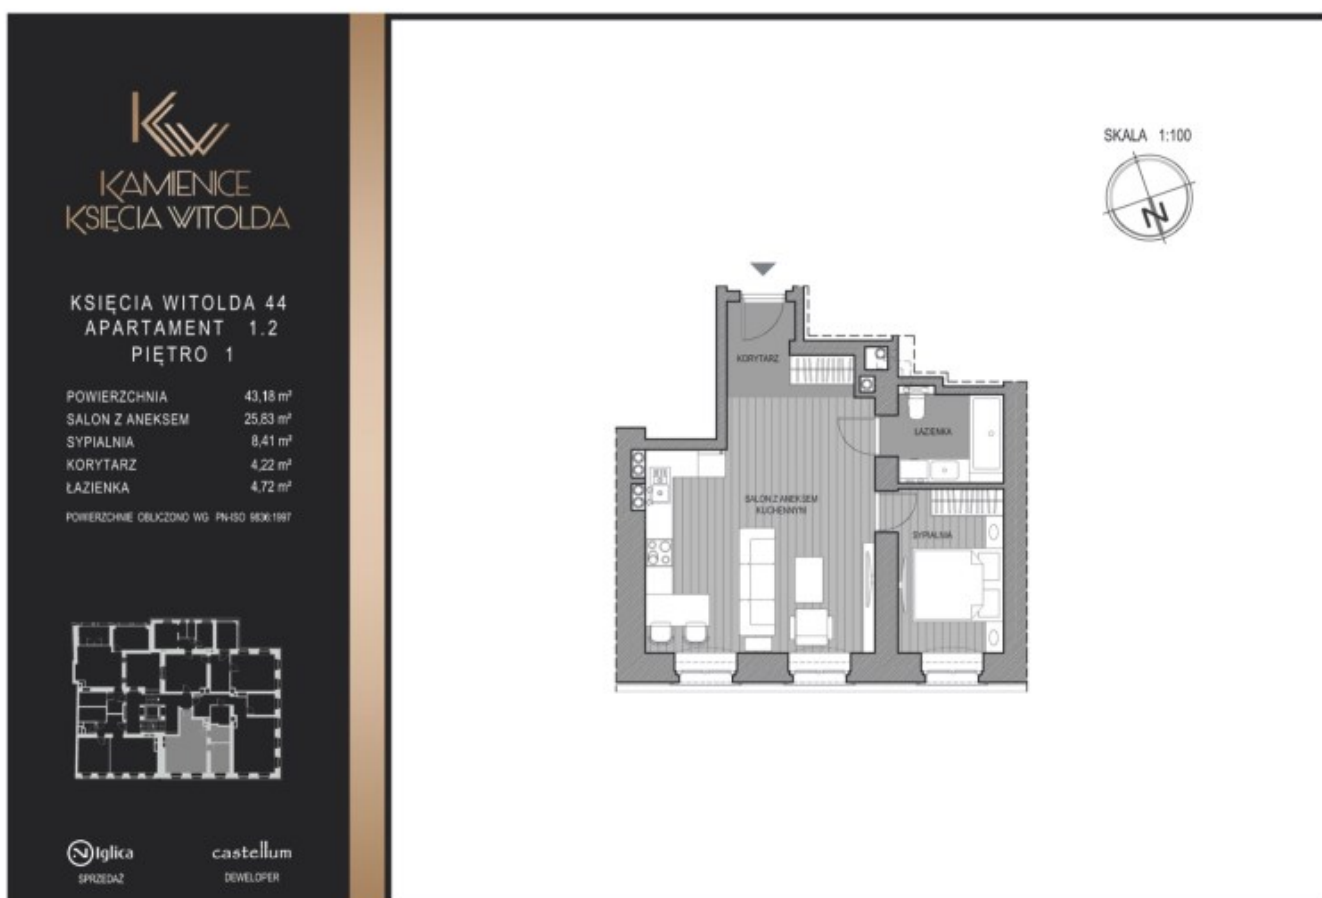 KW
KAMIENICE
KSIĘCIA WITOLDA
KSIĘCIA WITOLDA 44
APARTAMENT 1.2
PIĘTRO 1
POWIERZCHNIA 43,18 m²
SALON Z ANEKSEM 25,83 m²
SYPIALNIA 8,41 m²
KORYTARZ 4,22 m²
ŁAZIENKA 4,72 m²
POWIERZCHNIE OBLICZONO WG PN-ISO 9836:1997
Iglica
SPRZEDAŻ
castellum
DEWELOPER
SKALA 1:100
N
KORYTARZ
ŁAZIENKA
SALON Z ANEKSEM
KUCHENNYM
SYPIALNIA